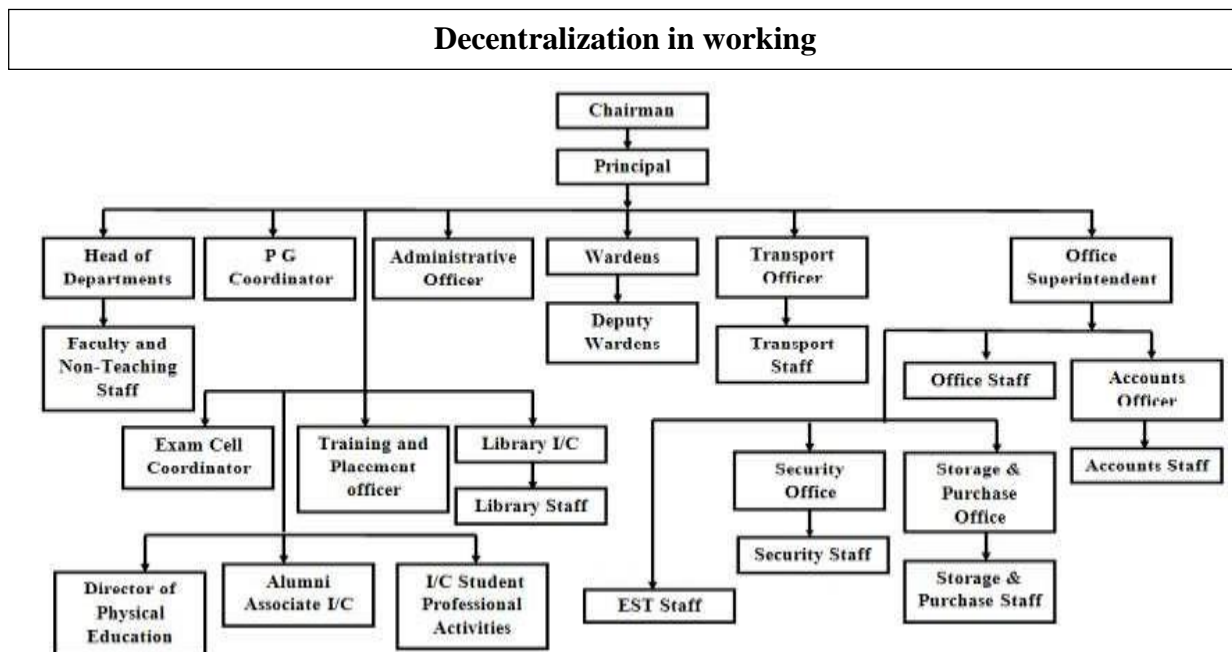 Decentralization in working
Chairman
Principal
Head of
Departments
P G
Coordinator
Administrative
Officer
Wardens
Transport
Officer
Office
Superintendent
Faculty and
Non-Teaching
Staff
Deputy
Wardens
Transport
Staff
Office Staff
Accounts
Officer
Exam Cell
Coordinator
Training and
Placement
officer
Library I/C
Library Staff
Security
Office
Storage &
Purchase
Office
Accounts Staff
Security Staff
Director of
Physical
Education
Alumni
Associate I/C
I/C Student
Professional
Activities
EST Staff
Storage &
Purchase Staff